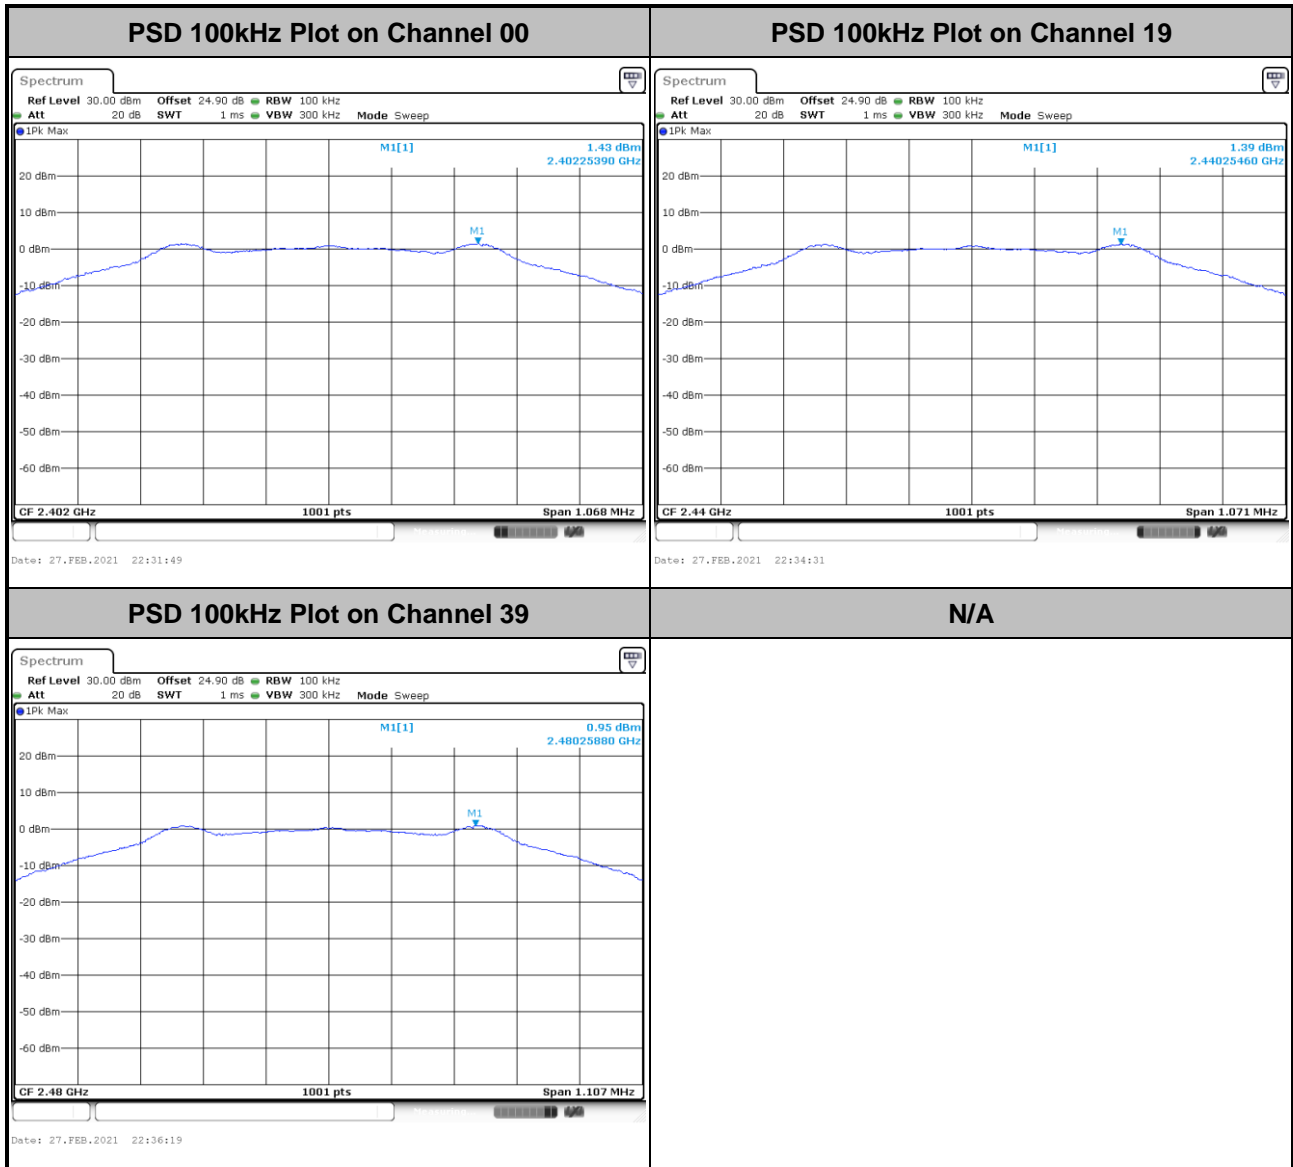 PSD 100kHz Plot on Channel 00
PSD 100kHz Plot on Channel 19
Spectrum
Ref Level 30.00 dBm Offset 24.90 dB RBW 100 kHz
Att 20 dB SWT 1 ms VBW 300 kHz Mode Sweep
1Pk Max
M1[1] 1.43 dBm
2.40225390 GHz
20 dBm
10 dBm
M1
0 dBm
-10 dBm
-20 dBm
-30 dBm
-40 dBm
-50 dBm
-60 dBm
CF 2.402 GHz 1001 pts Span 1.068 MHz
Measuring...
Date: 27.FEB.2021 22:31:49
Spectrum
Ref Level 30.00 dBm Offset 24.90 dB RBW 100 kHz
Att 20 dB SWT 1 ms VBW 300 kHz Mode Sweep
1Pk Max
M1[1] 1.39 dBm
2.44025460 GHz
20 dBm
10 dBm
M1
0 dBm
-10 dBm
-20 dBm
-30 dBm
-40 dBm
-50 dBm
-60 dBm
CF 2.44 GHz 1001 pts Span 1.071 MHz
Measuring...
Date: 27.FEB.2021 22:34:31
PSD 100kHz Plot on Channel 39
N/A
Spectrum
Ref Level 30.00 dBm Offset 24.90 dB RBW 100 kHz
Att 20 dB SWT 1 ms VBW 300 kHz Mode Sweep
1Pk Max
M1[1] 0.95 dBm
2.48025880 GHz
20 dBm
10 dBm
M1
0 dBm
-10 dBm
-20 dBm
-30 dBm
-40 dBm
-50 dBm
-60 dBm
CF 2.48 GHz 1001 pts Span 1.107 MHz
Measuring...
Date: 27.FEB.2021 22:36:19